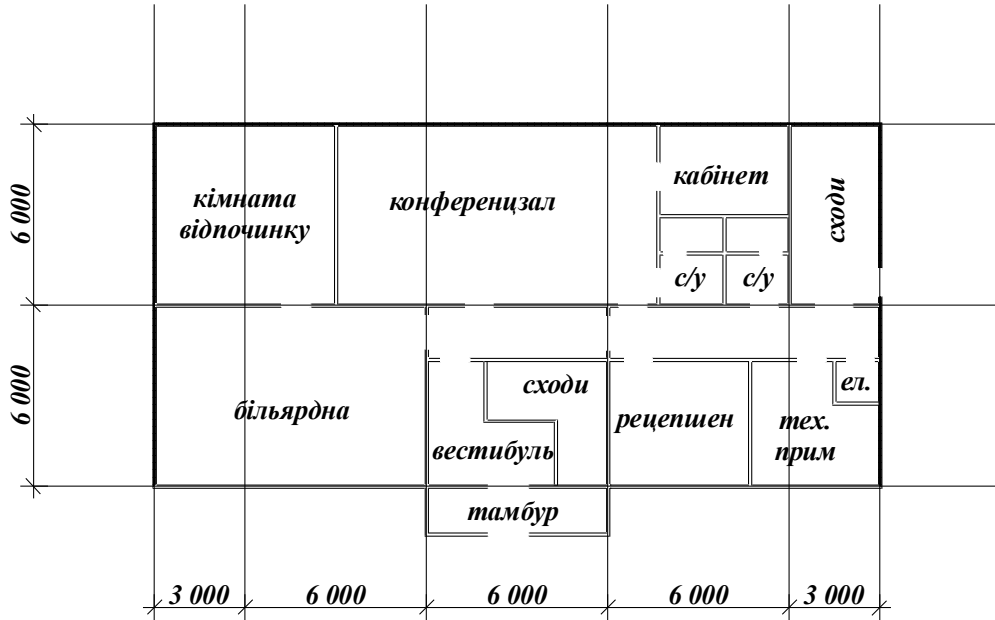 6 000
кімната
відпочинку
конференцзал
кабінет
сходи
с/у
с/у
6 000
більярдна
сходи
вестибуль
рецепшен
тех.
прим
ел.
тамбур
3 000
6 000
6 000
6 000
3 000